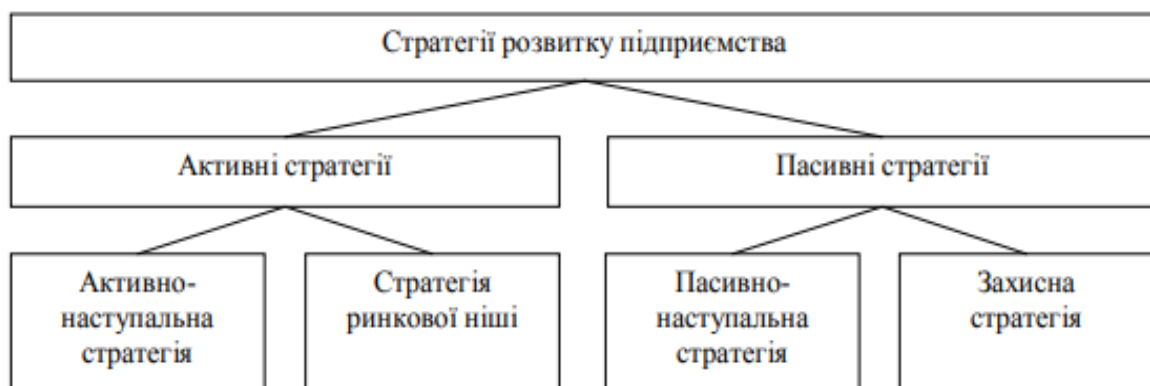 Стратегії розвитку підприємства
Активні стратегії
Пасивні стратегії
Активно-
наступальна
стратегія
Стратегія
ринкової ніші
Пасивно-
наступальна
стратегія
Захисна
стратегія